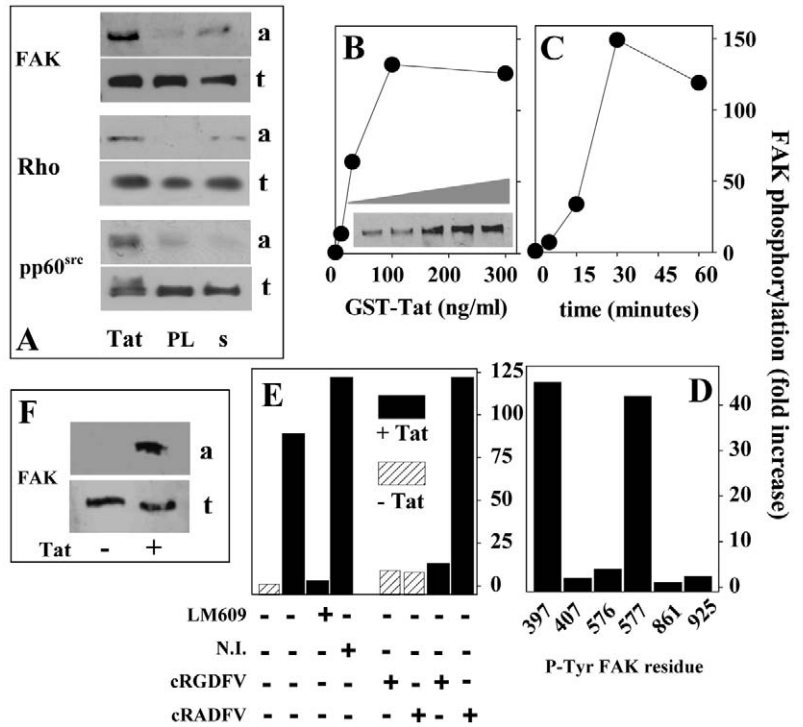 FAK
a
t
Rho
a
t
pp60src
a
t
A
Tat PL s
B
0 100 200 300
GST-Tat (ng/ml)
C
150
100
50
0
0 15 30 45 60
time (minutes)
FAK phosphorylation (fold increase)
F
FAK
a
t
Tat - +
E
+ Tat
- Tat
125
100
75
50
25
0
LM609 - - + - - - - -
N.I. - - - + - - - -
cRGDFV - - - - + - + -
cRADFV - - - - - + - +
D
40
30
20
10
0
397 407 576 577 861 925
P-Tyr FAK residue